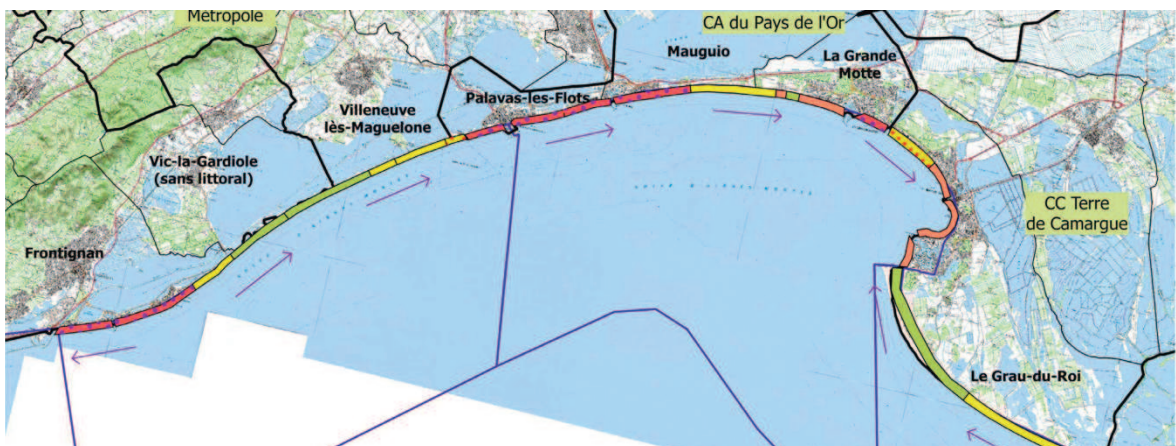 Métropole
CA du Pays de l'Or
Mauguio
La Grande
Motte
Palavas-les-Flots
Villeneuve
lès-Maguelone
Vic-la-Gardiole
(sans littoral)
CC Terre
de Camargue
Frontignan
Le Grau-du-Roi